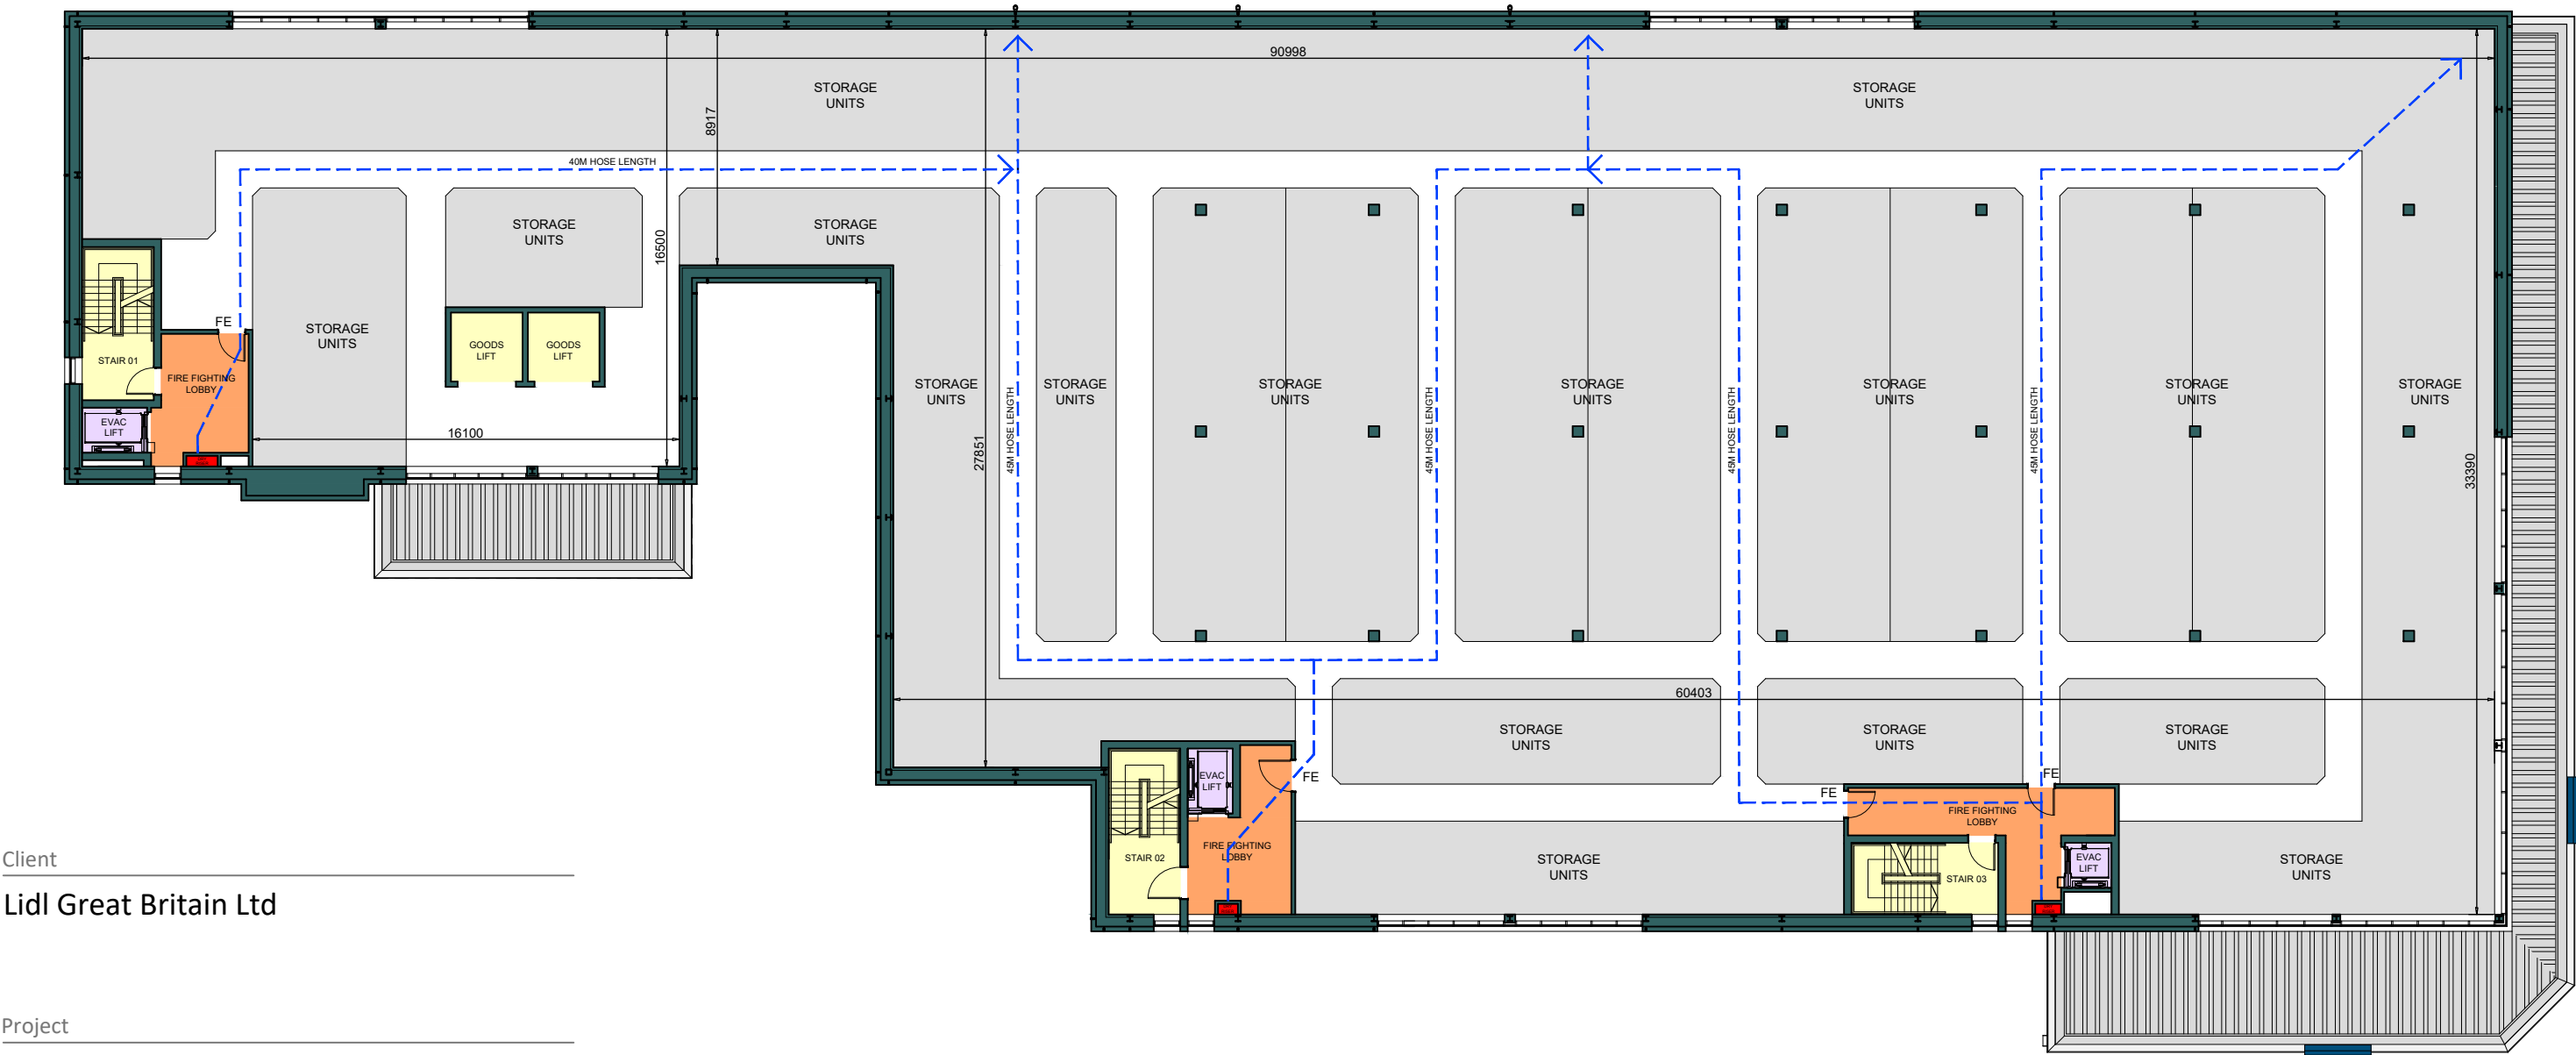 90998
STORAGE
UNITS
STORAGE
UNITS
8917
40M HOSE LENGTH
STORAGE
UNITS
STORAGE
UNITS
16500
FE
STORAGE
UNITS
GOODS
LIFT
GOODS
LIFT
STAIR 01
FIRE FIGHTING
LOBBY
EVAC
LIFT
16100
STORAGE
UNITS
STORAGE
UNITS
STORAGE
UNITS
STORAGE
UNITS
STORAGE
UNITS
STORAGE
UNITS
STORAGE
UNITS
27851
45M HOSE LENGTH
45M HOSE LENGTH
45M HOSE LENGTH
45M HOSE LENGTH
33390
60403
STORAGE
UNITS
STORAGE
UNITS
STORAGE
UNITS
EVAC
LIFT
FE
FE
FE
FIRE FIGHTING
LOBBY
STAIR 02
FIRE FIGHTING
LOBBY
STORAGE
UNITS
STAIR 03
EVAC
LIFT
STORAGE
UNITS
Client
Lidl Great Britain Ltd
Project